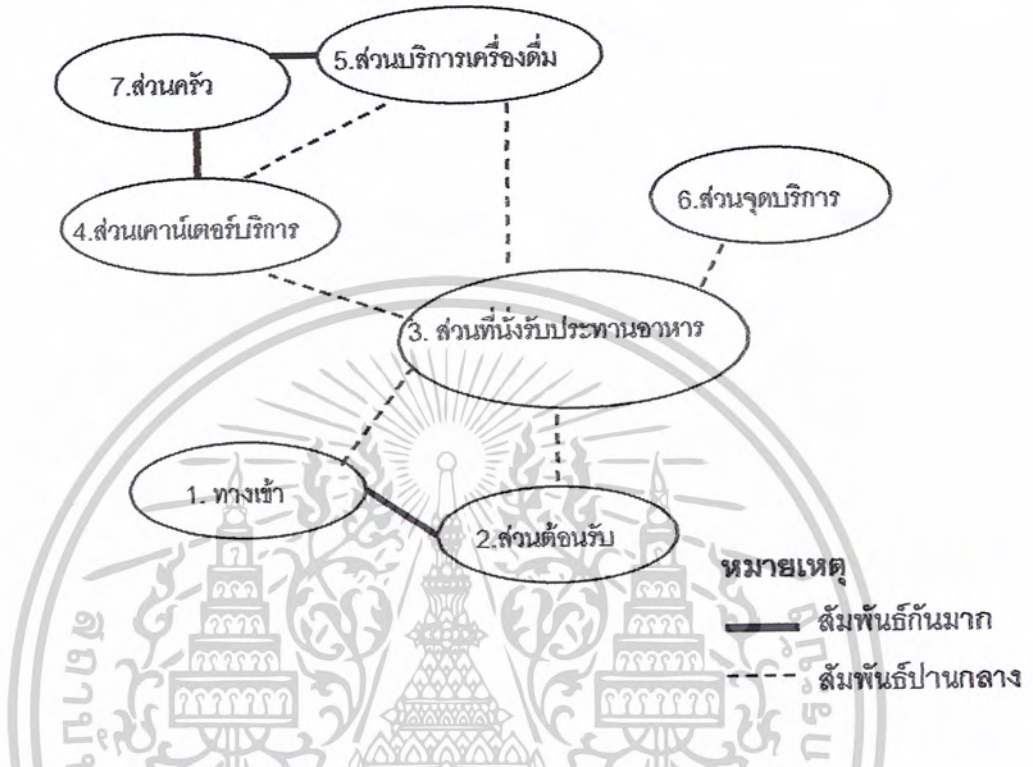 5.ส่วนบริการเครื่องดื่ม
7.ส่วนครัว
6.ส่วนจุดบริการ
4.ส่วนเคาน์เตอร์บริการ
3. ส่วนที่นั่งรับประทานอาหาร
1. ทางเข้า
2.ส่วนต้อนรับ
หมายเหตุ
สัมพันธ์กันมาก
สัมพันธ์ปานกลาง